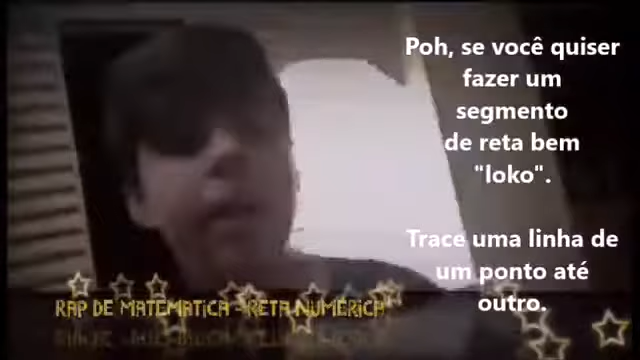 Poh, se você quiser
fazer um
segmento
de reta bem
"loko".
Trace uma linha de
um ponto até
outro.
RAP DE MATEMATICA - RETA NUMERICA